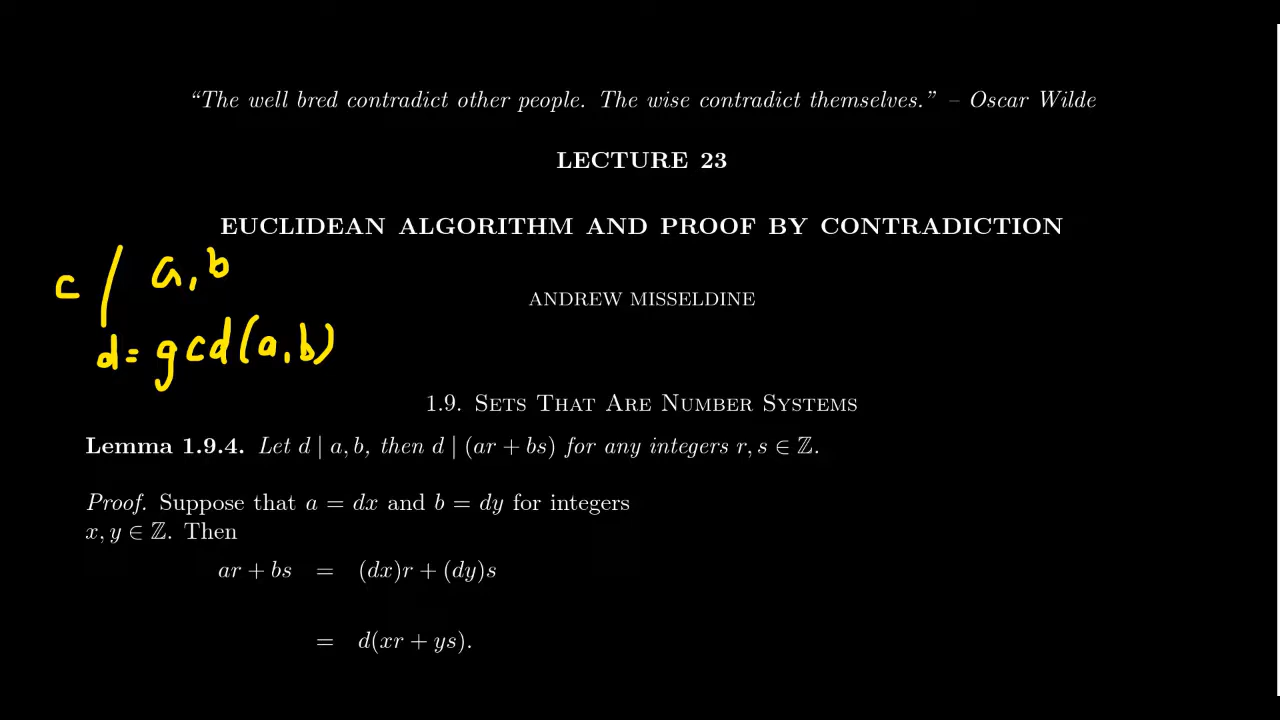 “The well bred contradict other people. The wise contradict themselves.” – Oscar Wilde
LECTURE 23
EUCLIDEAN ALGORITHM AND PROOF BY CONTRADICTION
c | a, b
ANDREW MISSELDINE
d = gcd(a, b)
1.9. Sets That Are Number Systems
Lemma 1.9.4. Let d | a, b, then d | (ar + bs) for any integers r, s ∈ ℤ.
Proof. Suppose that a = dx and b = dy for integers
x, y ∈ ℤ. Then
ar + bs = (dx)r + (dy)s
= d(xr + ys).